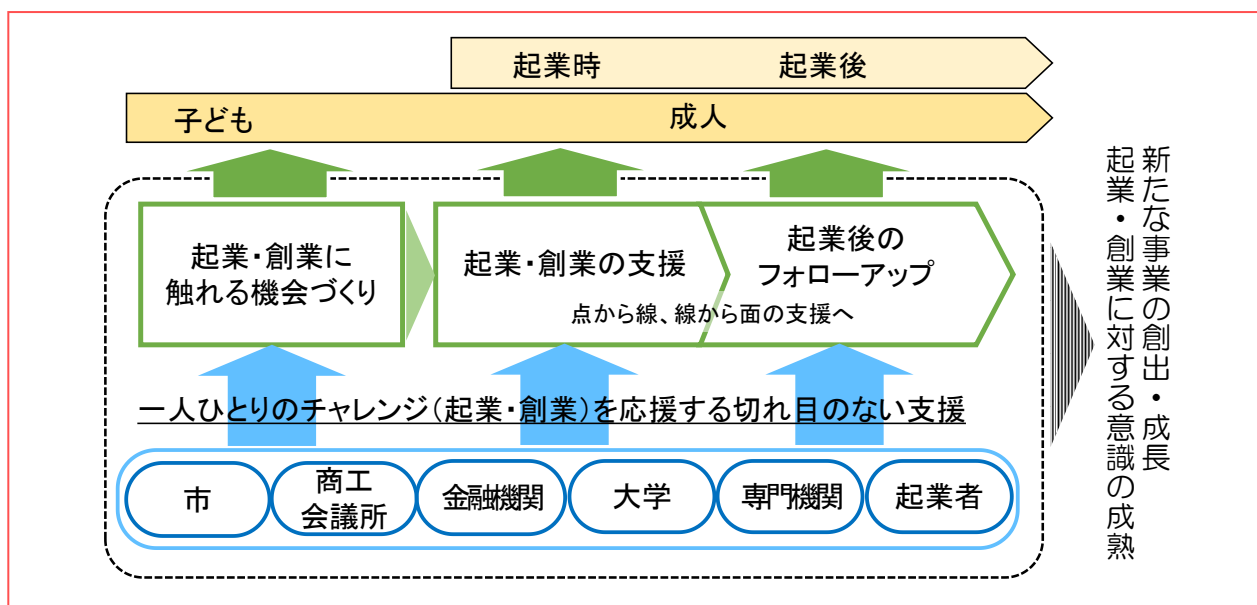 起業時
起業後
子ども
成人
起業・創業に
触れる機会づくり
起業・創業の支援
起業後の
フォローアップ
点から線、線から面の支援へ
一人ひとりのチャレンジ(起業・創業)を応援する切れ目のない支援
市
商工
会議所
金融機関
大学
専門機関
起業者
新たな事業の創出・成長
起業・創業に対する意識の成熟